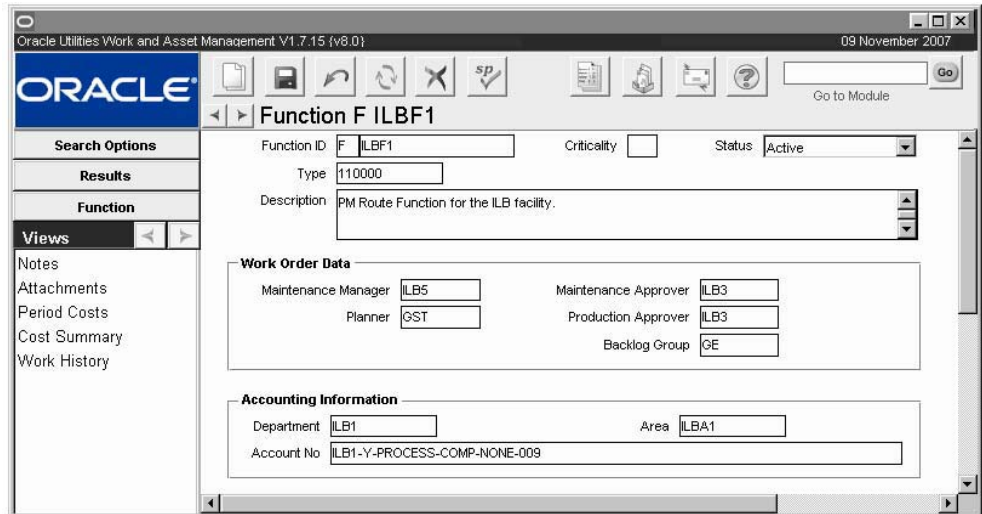 Oracle Utilities Work and Asset Management V1.7.15 {v8.0} 09 November 2007
ORACLE
sp
Go
Go to Module
Function F ILBF1
Search Options
Results
Function
Views
Notes
Attachments
Period Costs
Cost Summary
Work History
Function ID F ILBF1 Criticality Status Active
Type 110000
Description PM Route Function for the ILB facility.
Work Order Data
Maintenance Manager ILB5 Maintenance Approver ILB3
Planner GST Production Approver ILB3
Backlog Group GE
Accounting Information
Department ILB1 Area ILBA1
Account No ILB1-Y-PROCESS-COMP-NONE-009